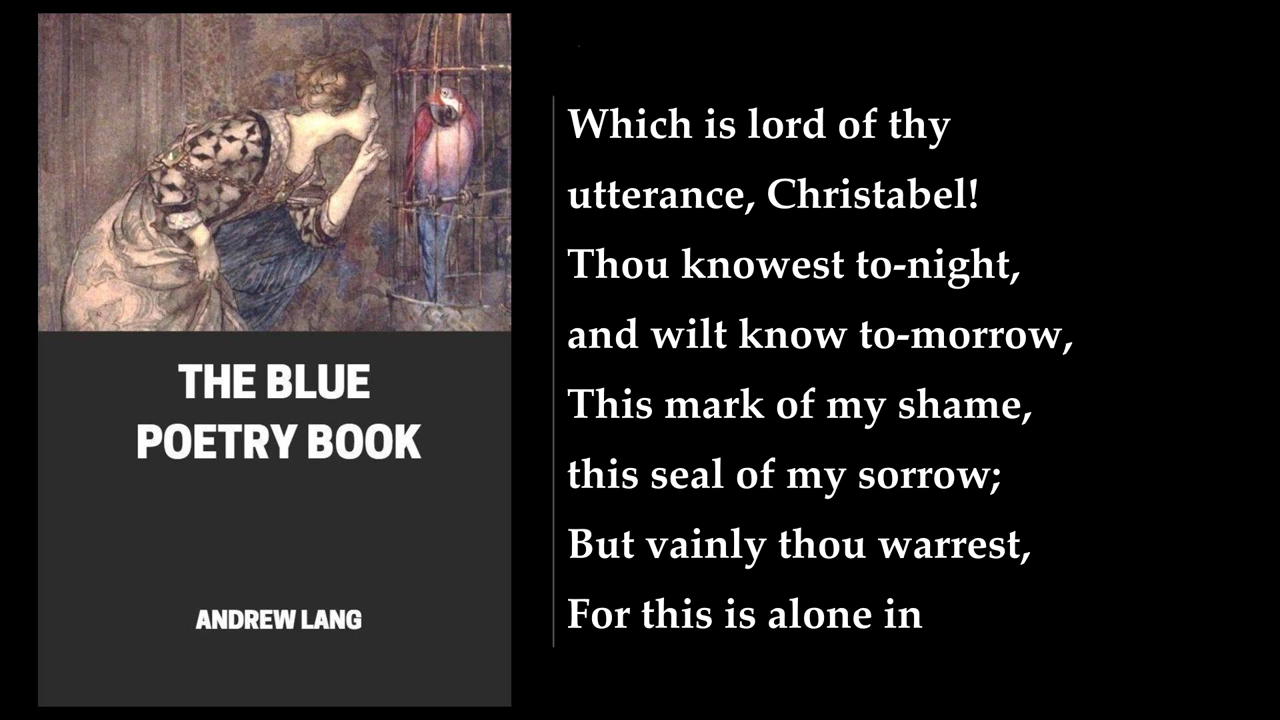 THE BLUE
POETRY BOOK
ANDREW LANG
Which is lord of thy
utterance, Christabel!
Thou knowest to-night,
and wilt know to-morrow,
This mark of my shame,
this seal of my sorrow;
But vainly thou warrest,
For this is alone in